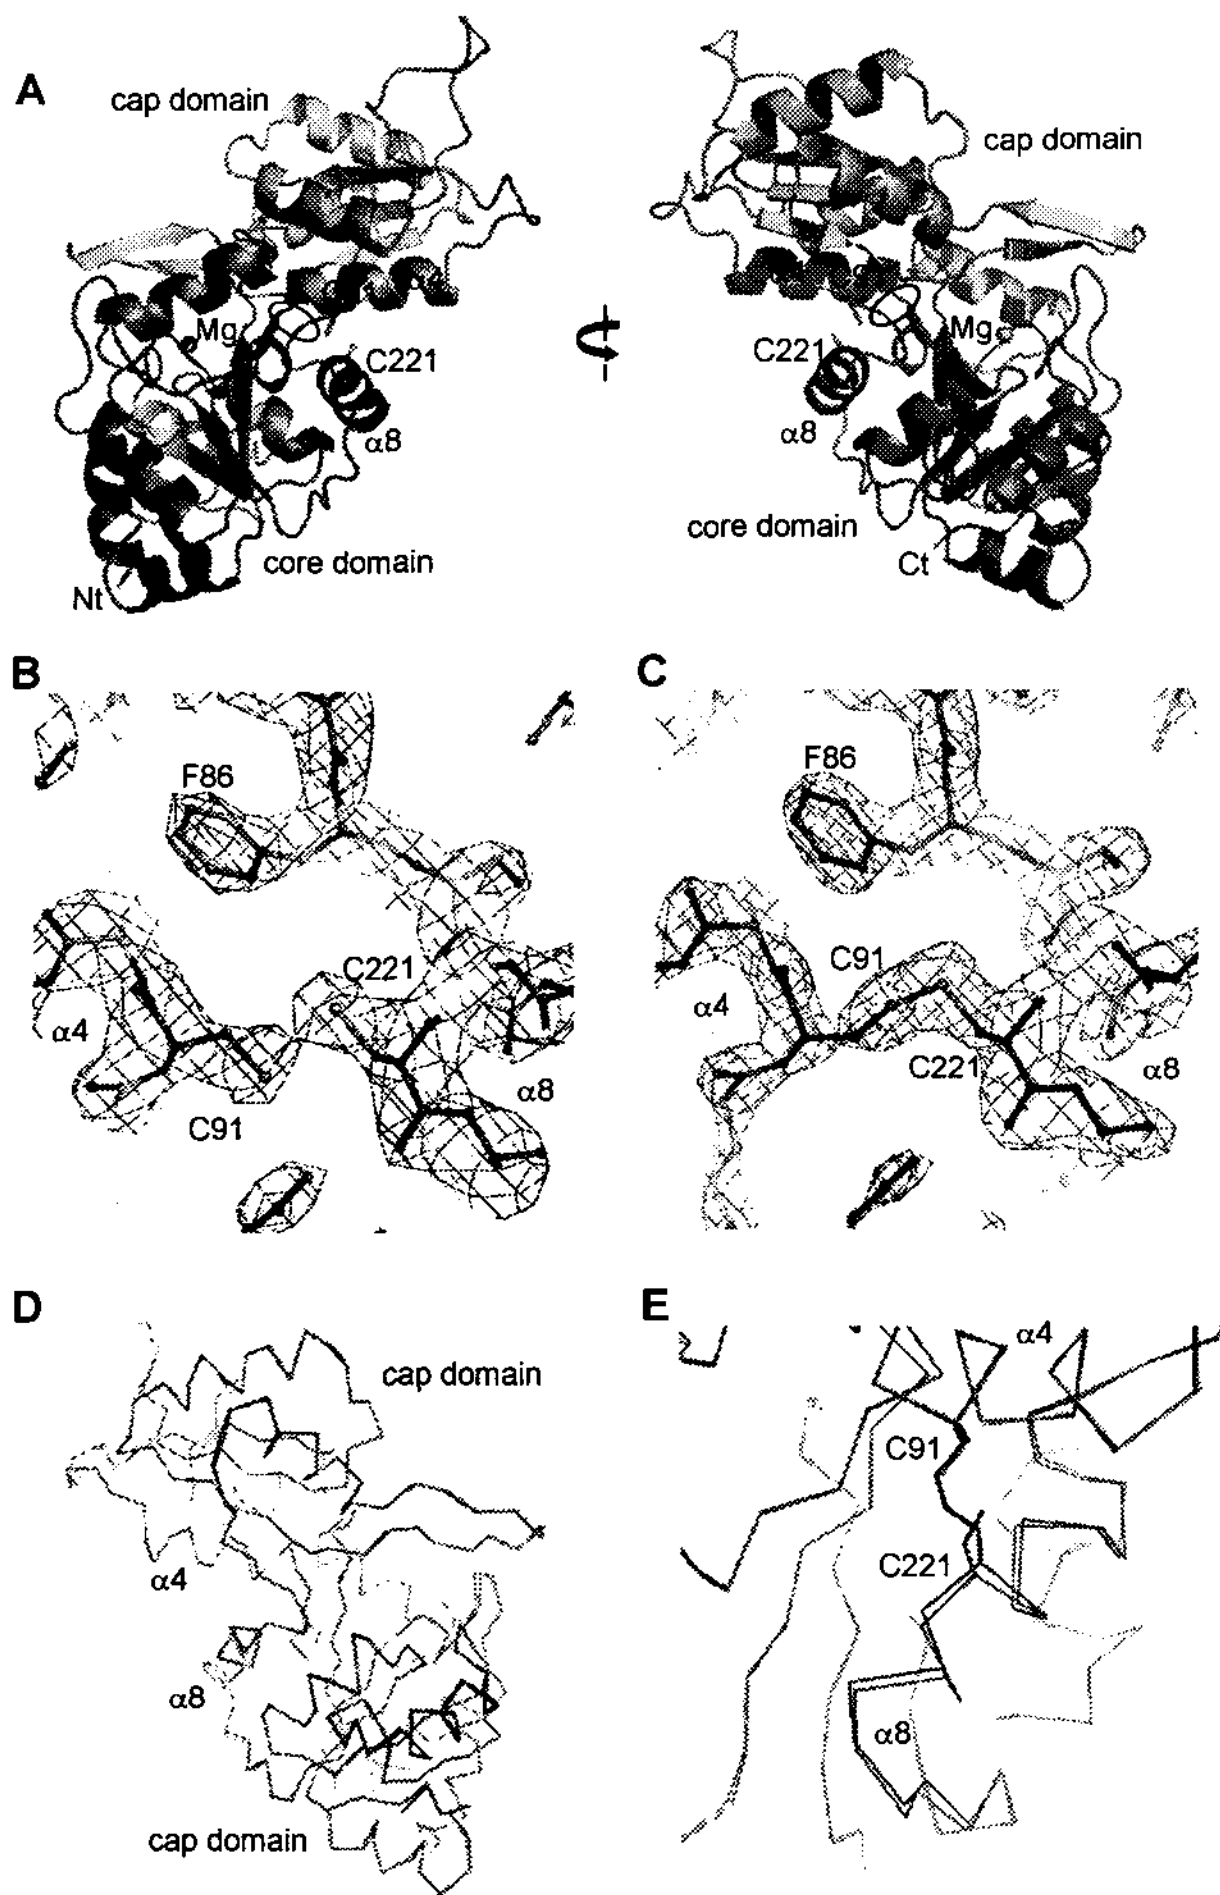 A
cap domain
cap domain
Mg
C221
α8
C221
Mg
α8
core domain
core domain
Nt
Ct
B
C
F86
F86
C221
C91
α4
α4
C91
α8
C221
α8
D
E
cap domain
α4
C91
α4
C221
α8
α8
cap domain